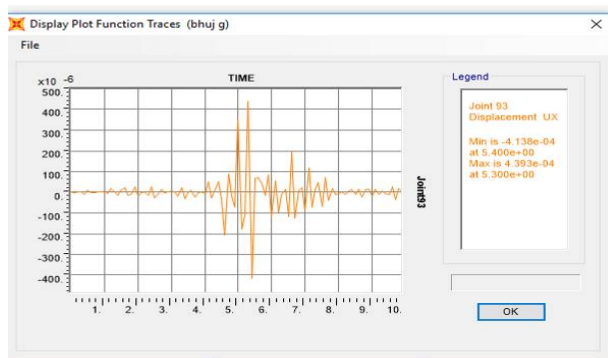 Display Plot Function Traces (bhuj g)
File
x10 -6
TIME
500.
400.
300.
200.
100.
0.
-100.
-200.
-300.
-400.
1. 2. 3. 4. 5. 6. 7. 8. 9. 10.
Joint93
Legend
Joint 93
Displacement UX
Min is -4.138e-04
at 5.400e+00
Max is 4.393e-04
at 5.300e+00
OK